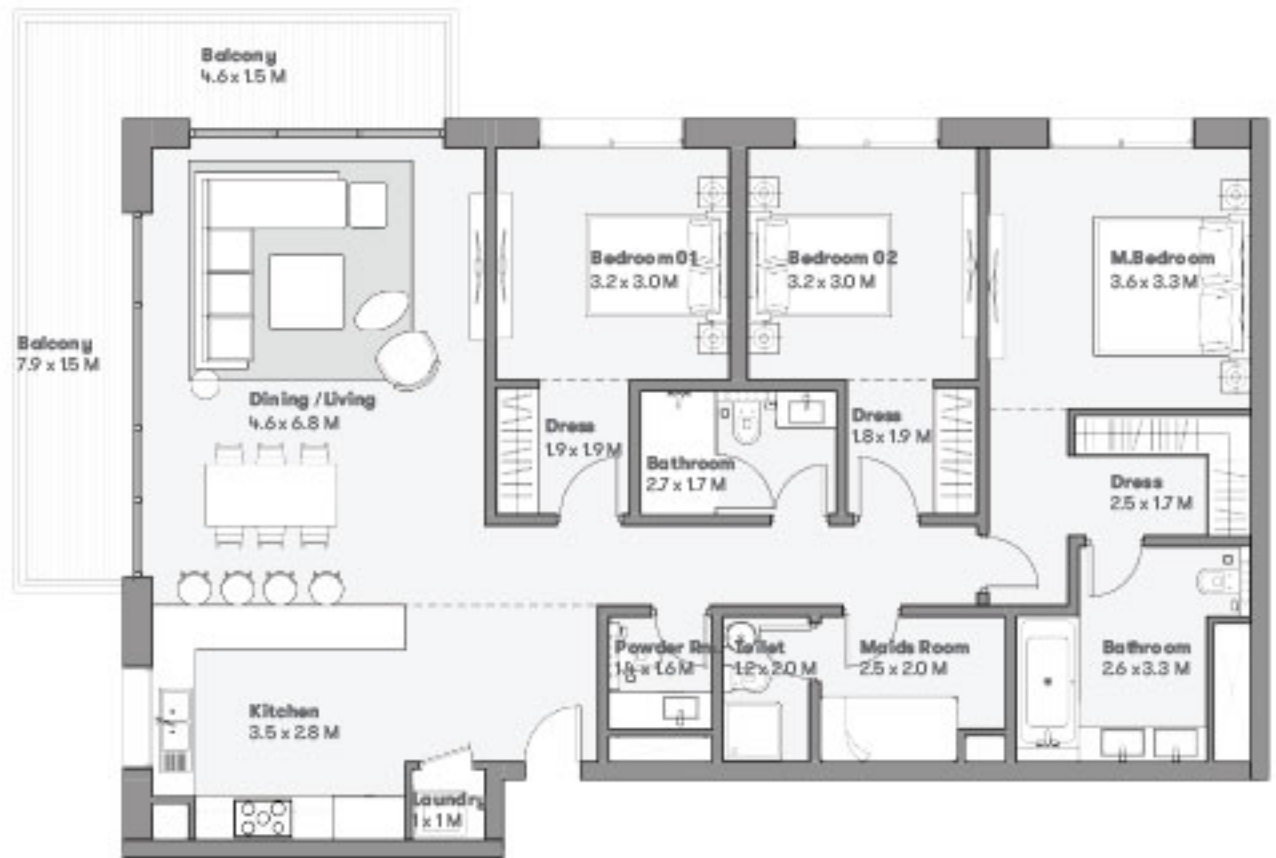 Balcony
4.6 x 1.5 M
Balcony
7.9 x 1.5 M
Dining / Living
4.6 x 6.8 M
Bedroom 01
3.2 x 3.0 M
Bedroom 02
3.2 x 3.0 M
M.Bedroom
3.6 x 3.3 M
Dress
1.9 x 1.9 M
Bathroom
2.7 x 1.7 M
Dress
1.8 x 1.9 M
Dress
2.5 x 1.7 M
Kitchen
3.5 x 2.8 M
Laundry
1 x 1 M
Powder Rm.
1.4 x 1.6 M
Toilet
1.2 x 2.0 M
Maids Room
2.5 x 2.0 M
Bathroom
2.6 x 3.3 M